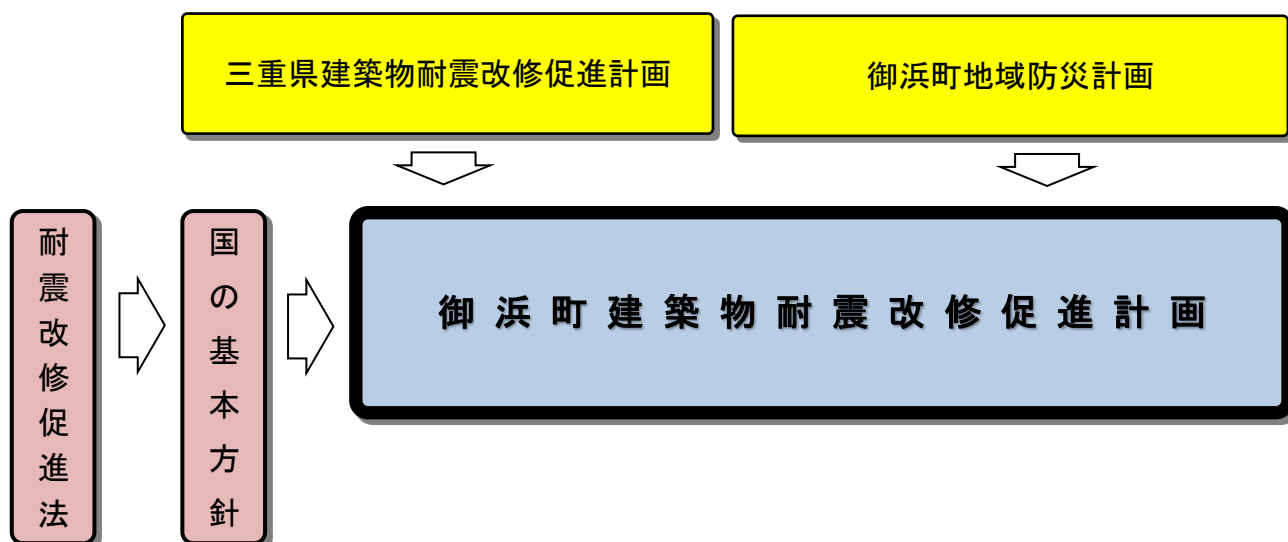 三重県建築物耐震改修促進計画
御浜町地域防災計画
耐震改修促進法
国の基本方針
御浜町建築物耐震改修促進計画